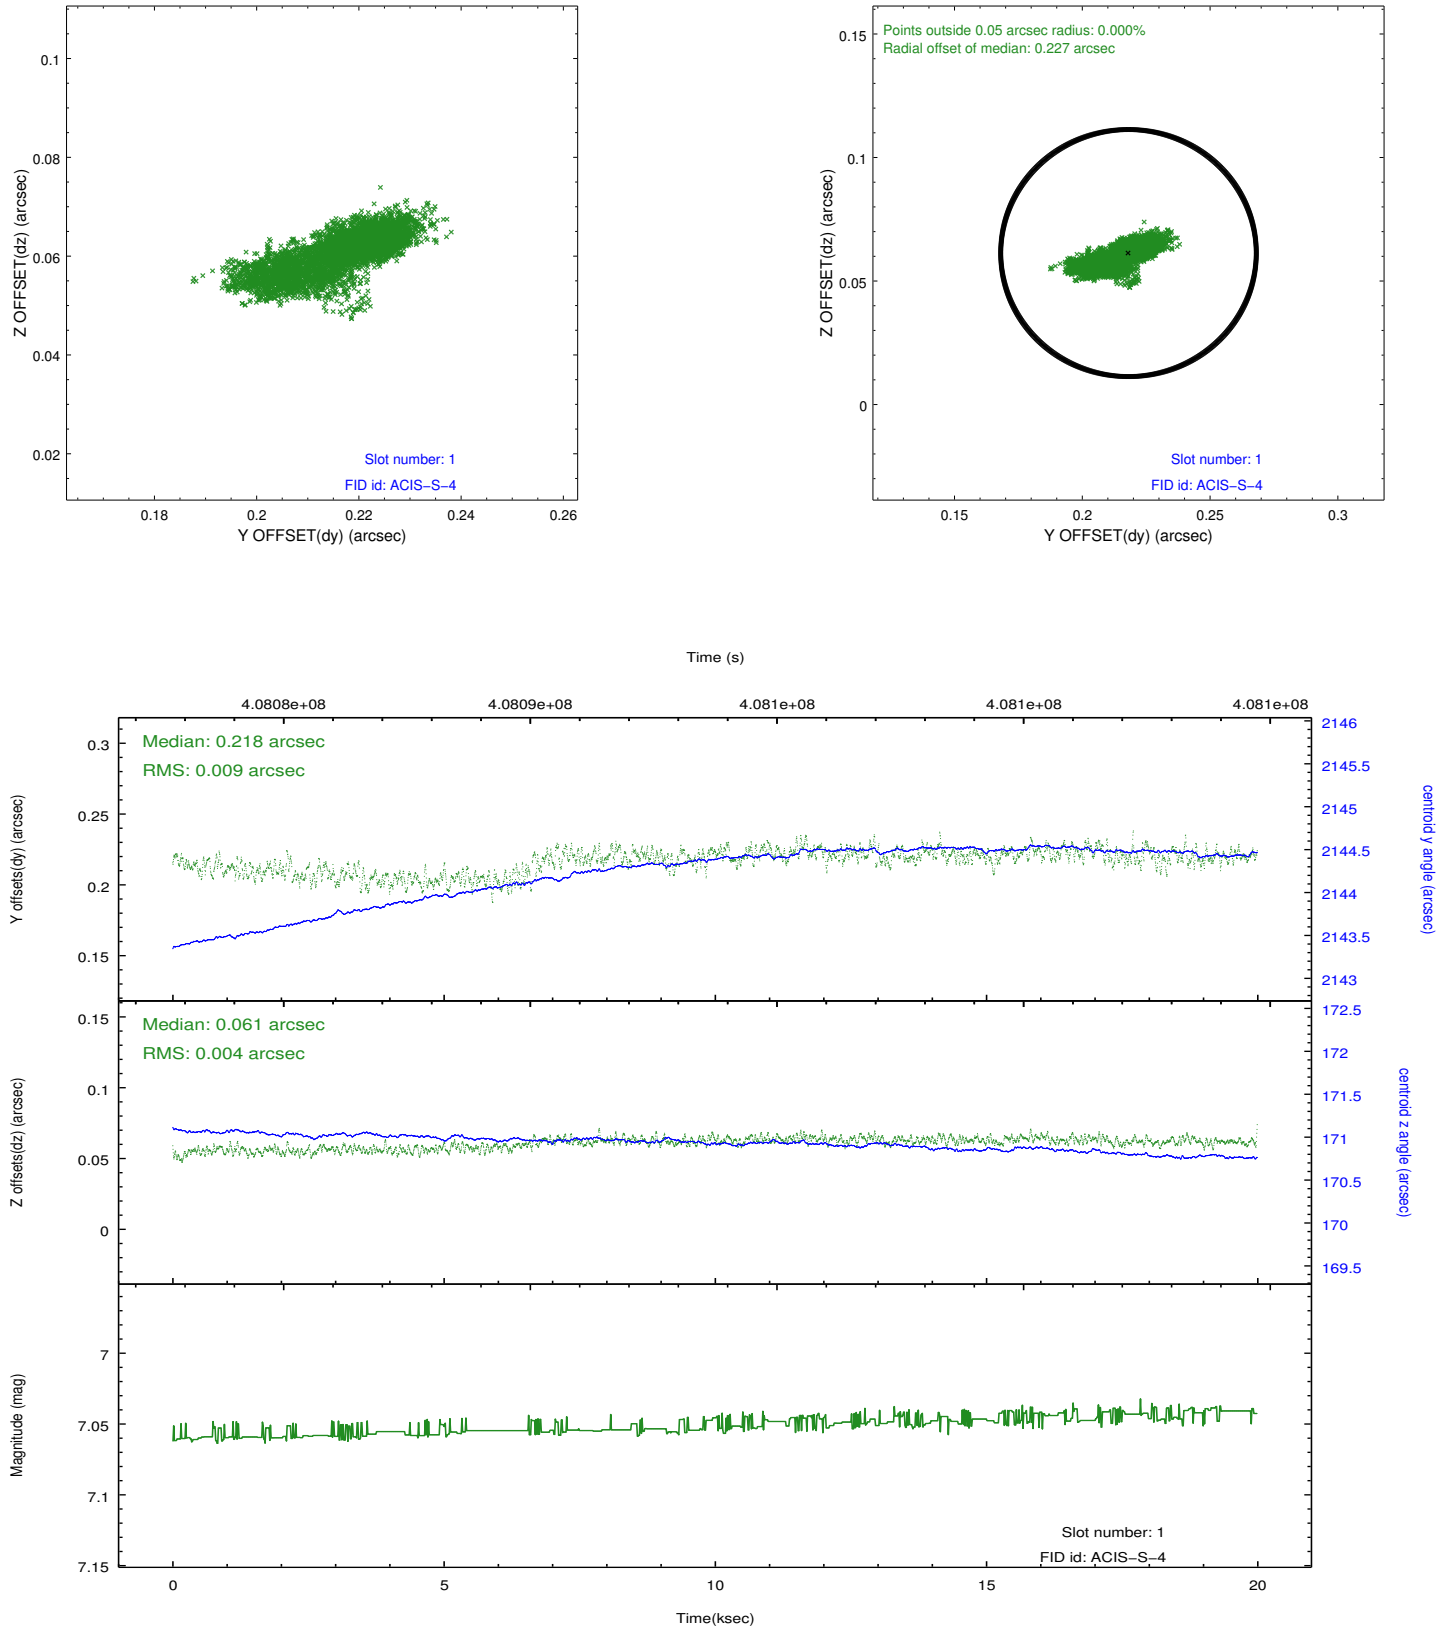 0.1
0.08
0.06
0.04
0.02
Z OFFSET(dz) (arcsec)
Slot number: 1
FID id: ACIS−S−4
0.18
0.2
0.22
0.24
0.26
Y OFFSET(dy) (arcsec)
Points outside 0.05 arcsec radius: 0.000%
Radial offset of median: 0.227 arcsec
0.15
0.1
0.05
0
Z OFFSET(dz) (arcsec)
Slot number: 1
FID id: ACIS−S−4
0.15
0.2
0.25
0.3
Y OFFSET(dy) (arcsec)
Time (s)
4.0808e+08
4.0809e+08
4.081e+08
4.081e+08
4.081e+08
Median: 0.218 arcsec
RMS: 0.009 arcsec
0.3
0.25
0.2
0.15
Y offsets(dy) (arcsec)
2146
2145.5
2145
2144.5
2144
2143.5
2143
centroid y angle (arcsec)
Median: 0.061 arcsec
RMS: 0.004 arcsec
0.15
0.1
0.05
0
Z offsets(dz) (arcsec)
172.5
172
171.5
171
170.5
170
169.5
centroid z angle (arcsec)
7
7.05
7.1
7.15
Magnitude (mag)
Slot number: 1
FID id: ACIS−S−4
0
5
10
15
20
Time(ksec)